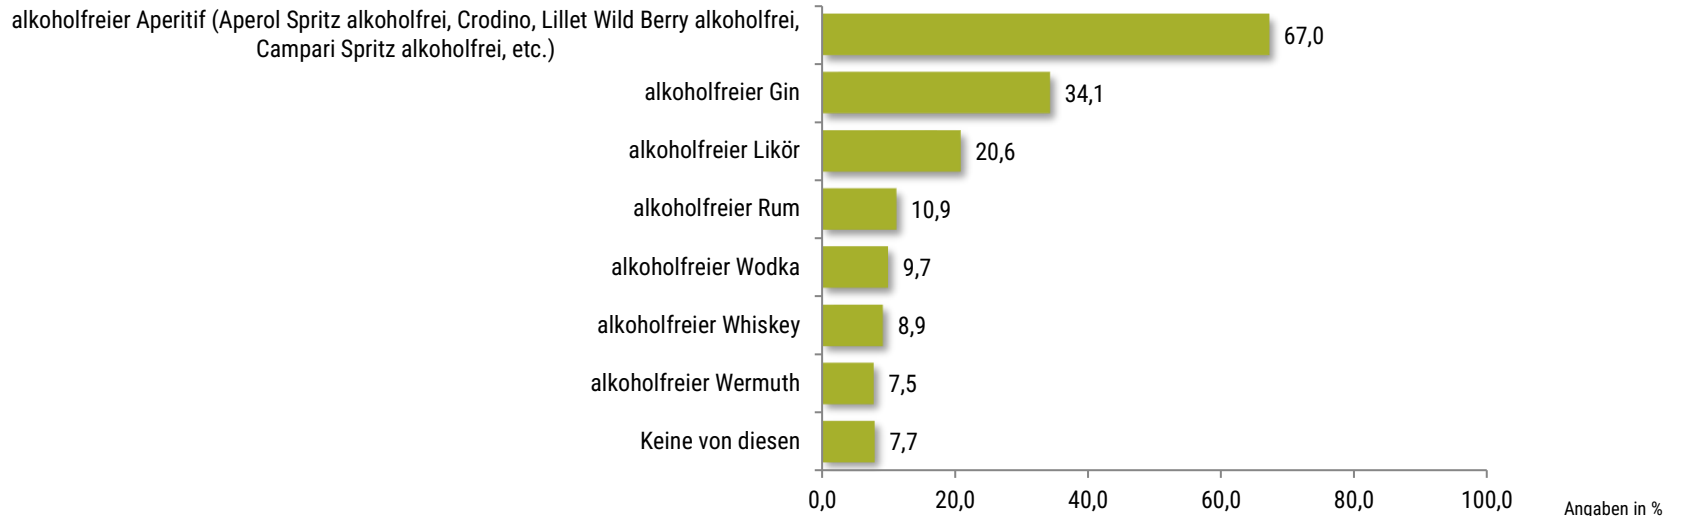 alkoholfreier Aperitif (Aperol Spritz alkoholfrei, Crodino, Lillet Wild Berry alkoholfrei,
Campari Spritz alkoholfrei, etc.)
67,0
alkoholfreier Gin
34,1
alkoholfreier Likör
20,6
alkoholfreier Rum
10,9
alkoholfreier Wodka
9,7
alkoholfreier Whiskey
8,9
alkoholfreier Wermuth
7,5
Keine von diesen
7,7
0,0 20,0 40,0 60,0 80,0 100,0
Angaben in %